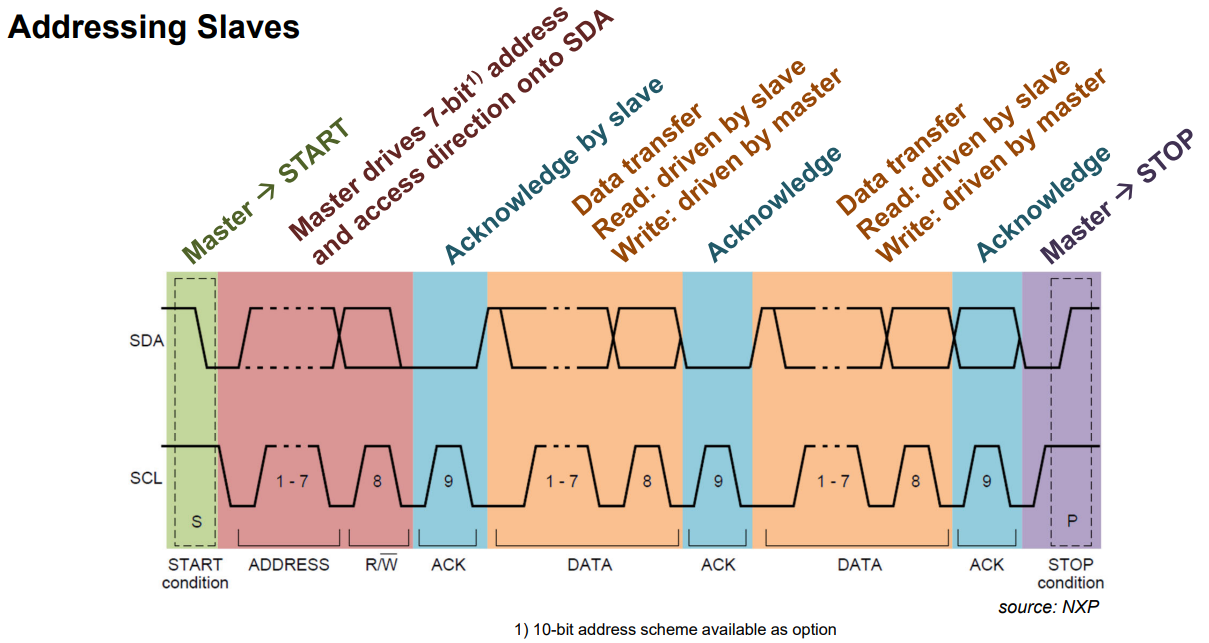 Addressing Slaves
Master → START
Master drives 7-bit1) address
and access direction onto SDA
Acknowledge by slave
Data transfer
Read: driven by slave
Write: driven by master
Acknowledge
Data transfer
Read: driven by slave
Write: driven by master
Acknowledge
Master → STOP
SDA
SCL
1 - 7
8
9
1 - 7
8
9
1 - 7
8
9
S
P
START
condition
ADDRESS
R/W̅
ACK
DATA
ACK
DATA
ACK
STOP
condition
source: NXP
1) 10-bit address scheme available as option